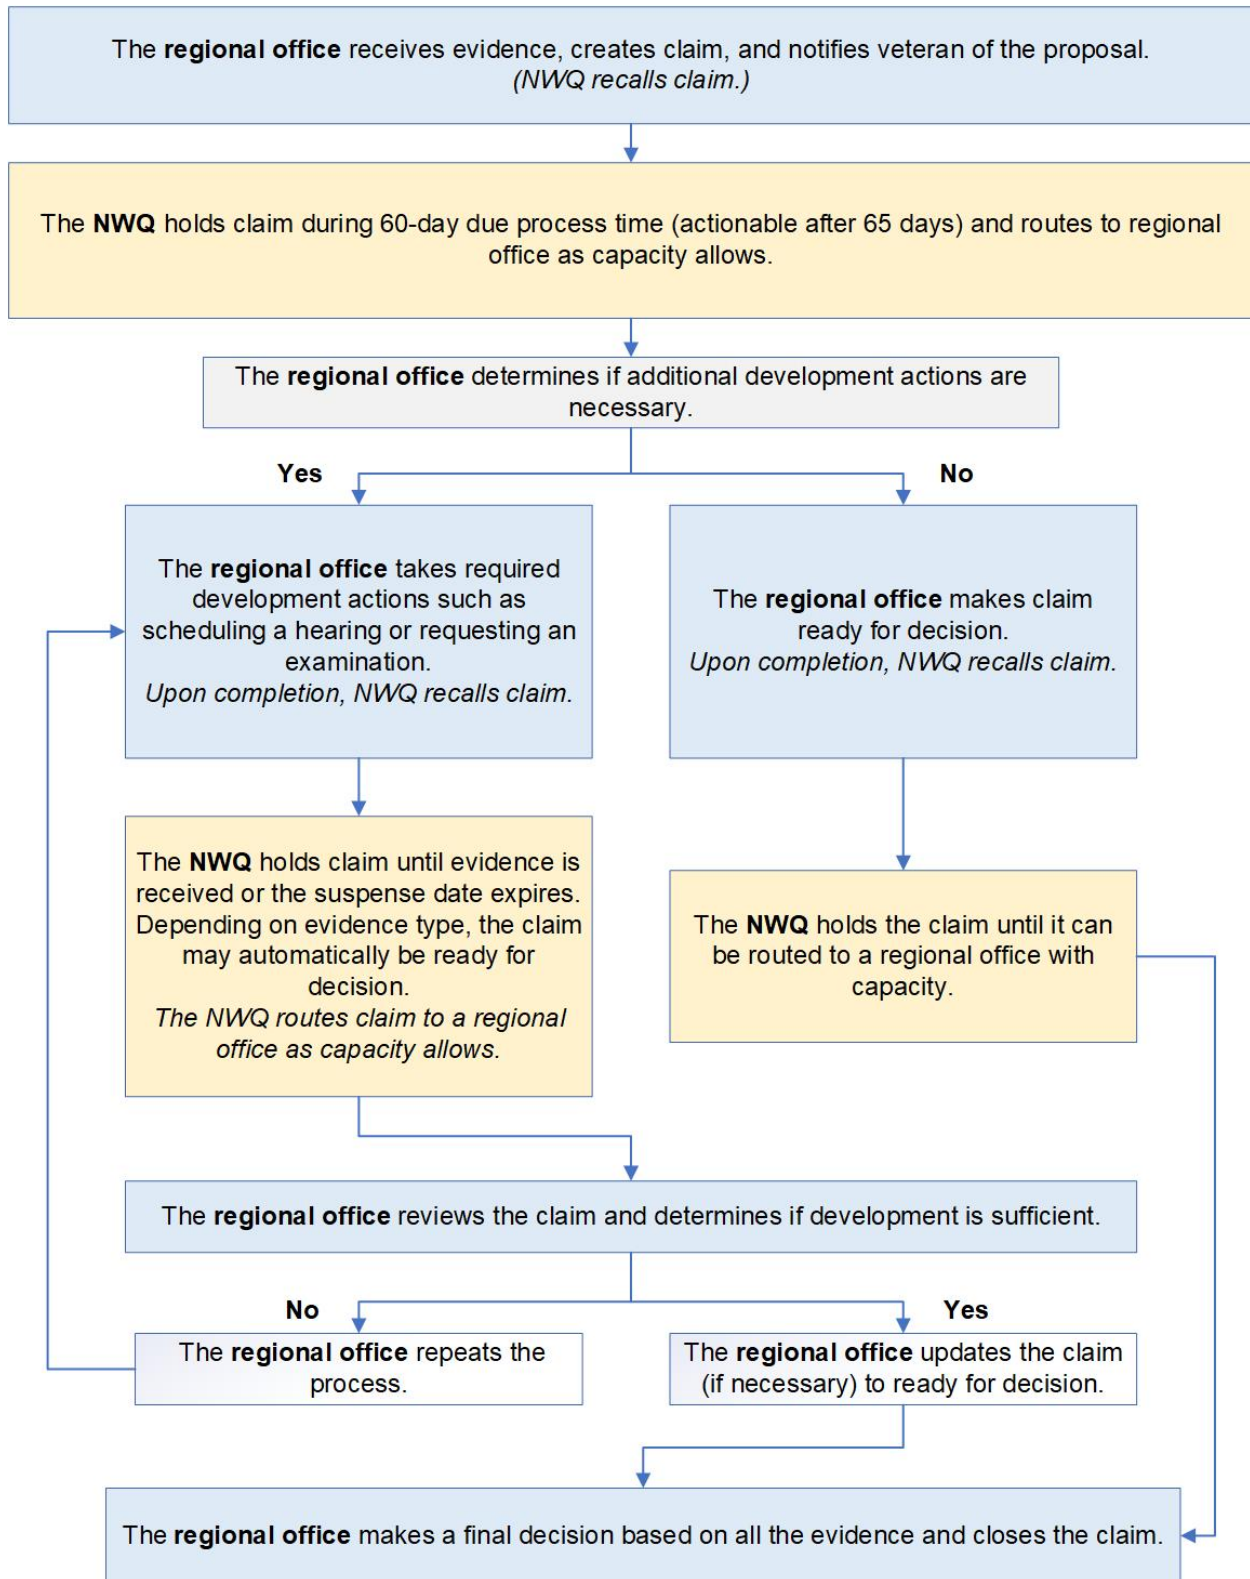 The regional office receives evidence, creates claim, and notifies veteran of the proposal.
(NWQ recalls claim.)
The NWQ holds claim during 60-day due process time (actionable after 65 days) and routes to regional
office as capacity allows.
The regional office determines if additional development actions are
necessary.
Yes
No
The regional office takes required
development actions such as
scheduling a hearing or requesting an
examination.
Upon completion, NWQ recalls claim.
The regional office makes claim
ready for decision.
Upon completion, NWQ recalls claim.
The NWQ holds claim until evidence is
received or the suspense date expires.
Depending on evidence type, the claim
may automatically be ready for
decision.
The NWQ routes claim to a regional
office as capacity allows.
The NWQ holds the claim until it can
be routed to a regional office with
capacity.
The regional office reviews the claim and determines if development is sufficient.
No
Yes
The regional office repeats the
process.
The regional office updates the claim
(if necessary) to ready for decision.
The regional office makes a final decision based on all the evidence and closes the claim.